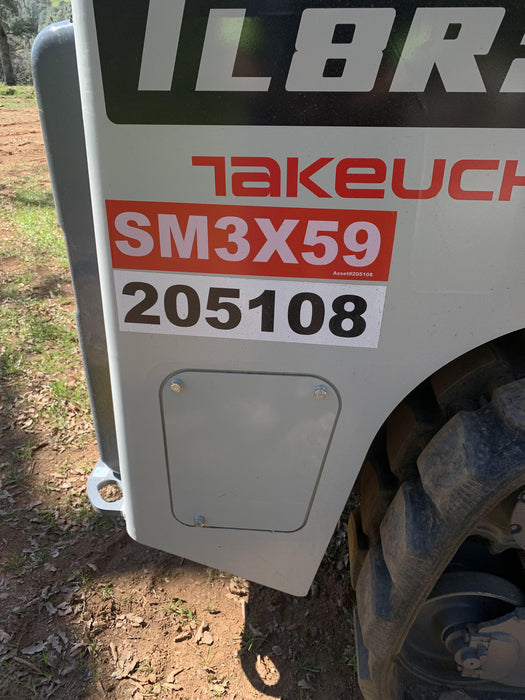 TL8R
TAKEUCH
SM3X59
Asset#205108
205108